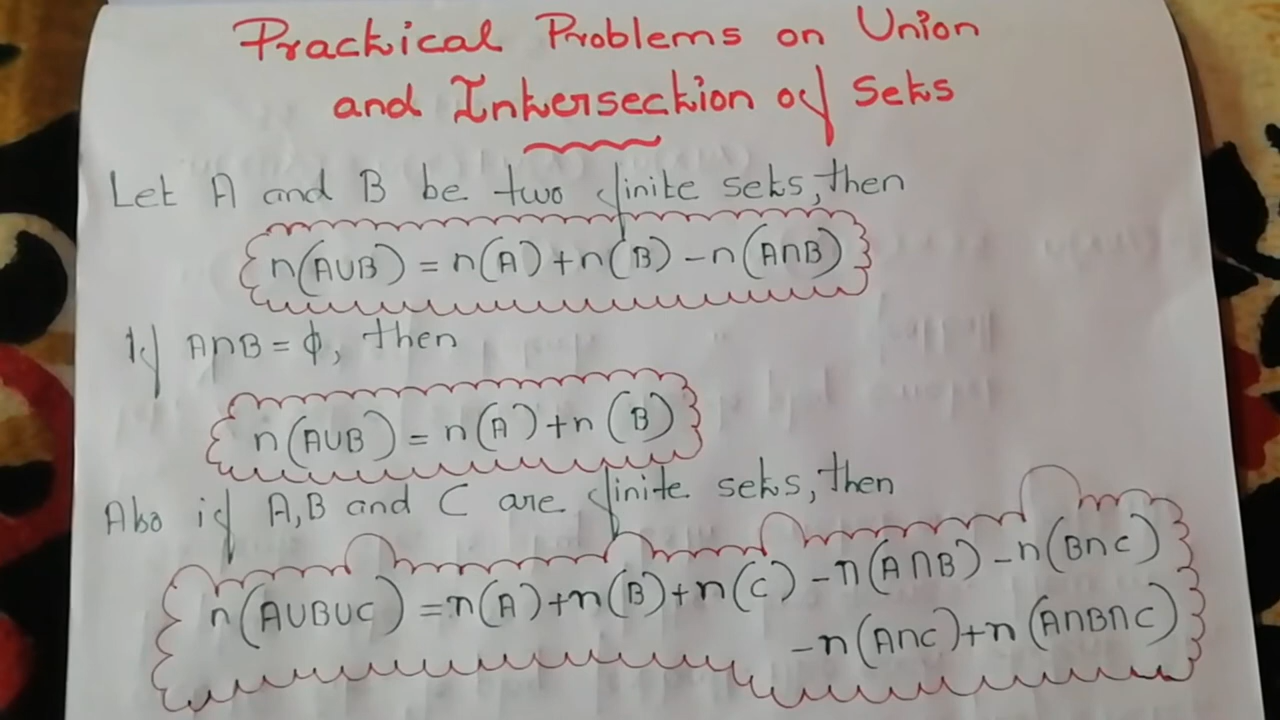 Practical Problems on Union
and Intersection of Sets
Let A and B be two finite sets, then
n(A∪B) = n(A) + n(B) - n(A∩B)
If A∩B = ϕ, then
n(A∪B) = n(A) + n(B)
Also if A, B and C are finite sets, then
n(A∪B∪C) = n(A) + n(B) + n(C) - n(A∩B) - n(B∩C)
- n(A∩C) + n(A∩B∩C)